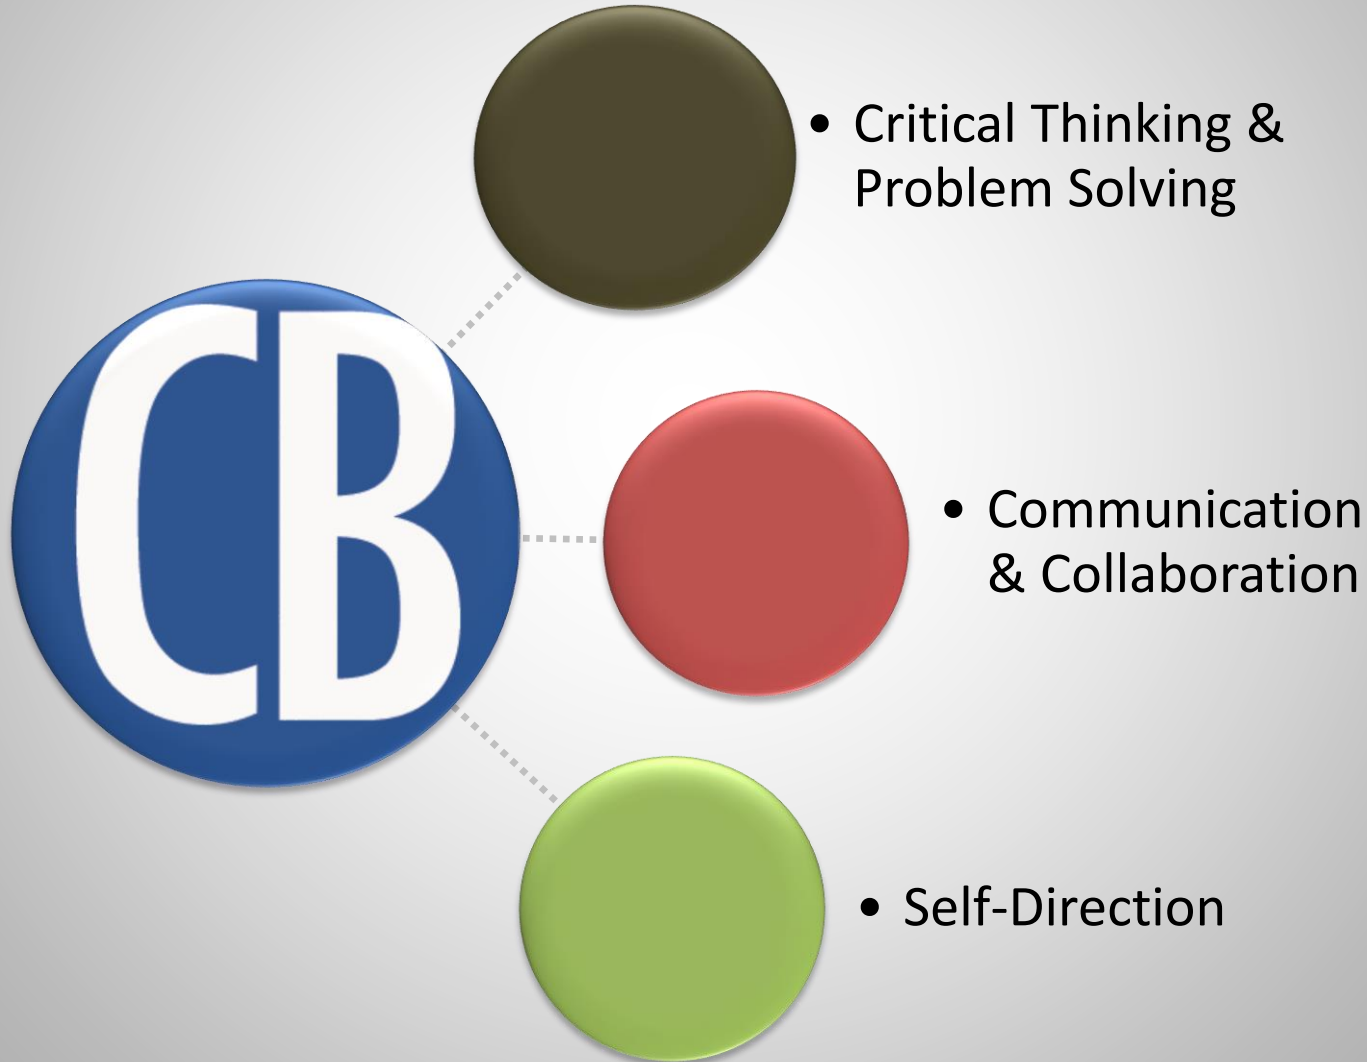 CB
• Critical Thinking &
Problem Solving
• Communication
& Collaboration
• Self-Direction